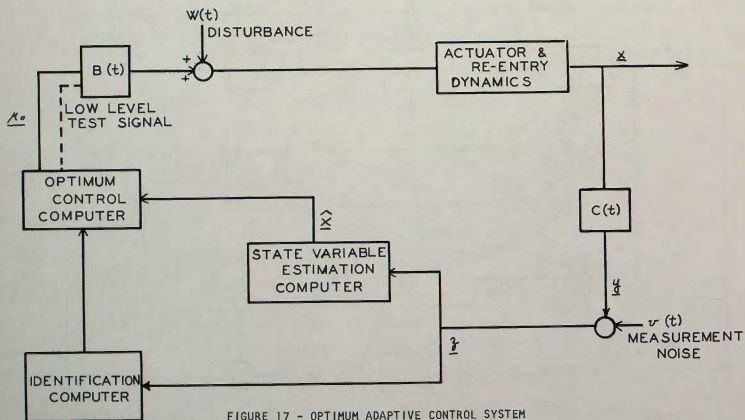 W(t)
DISTURBANCE
B(t)
+
+
ACTUATOR &
RE-ENTRY
DYNAMICS
x
LOW LEVEL
TEST SIGNAL
μ₀
OPTIMUM
CONTROL
COMPUTER
x̂
C(t)
STATE VARIABLE
ESTIMATION
COMPUTER
y
v(t)
MEASUREMENT
NOISE
z
IDENTIFICATION
COMPUTER
FIGURE 17 - OPTIMUM ADAPTIVE CONTROL SYSTEM